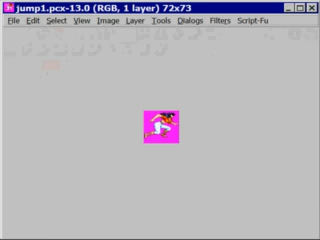 jump1.pcx-13.0 (RGB, 1 layer) 72x73
File Edit Select View Image Layer Tools Dialogs Filters Script-Fu